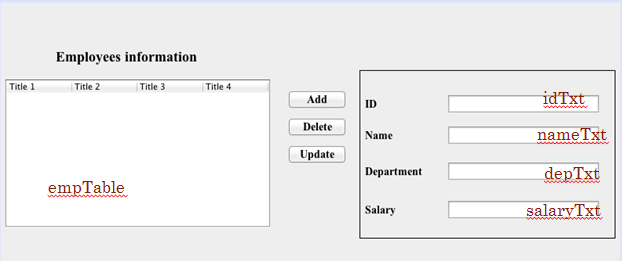 Employees information
Title 1 Title 2 Title 3 Title 4
empTable
Add
Delete
Update
ID idTxt
Name nameTxt
Department depTxt
Salary salaryTxt